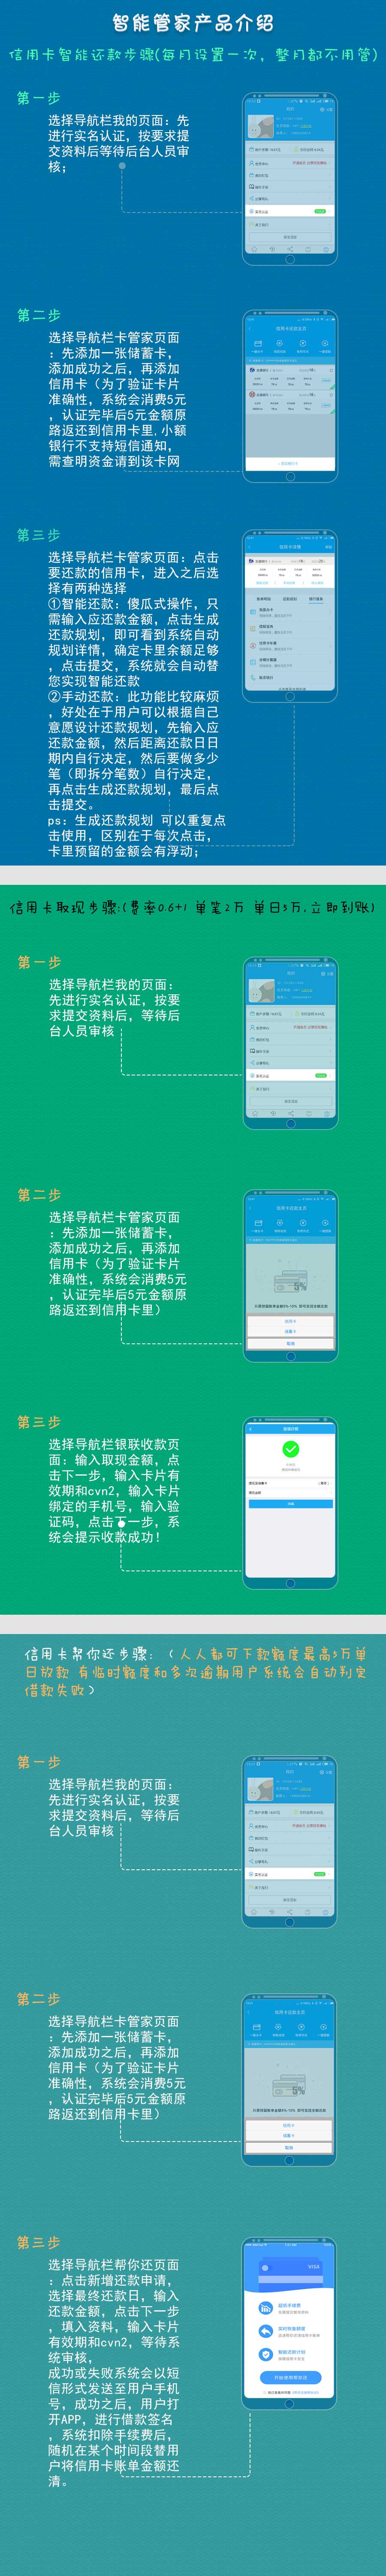 智能管家产品介绍
信用卡智能还款步骤(每月设置一次，整月都不用管)
第一步
选择导航栏我的页面：先
进行实名认证，按要求提
交资料后等待后台人员审
核；
第二步
选择导航栏卡管家页面
：先添加一张储蓄卡，
添加成功之后，再添加
信用卡（为了验证卡片
准确性，系统会消费5元
，认证完毕后5元金额原
路返还到信用卡里，小额
银行不支持短信通知，
需查明资金请到该卡网
第三步
选择导航栏卡管家页面：点击
要还款的信用卡，进入之后选
择有两种选择
①智能还款：傻瓜式操作，只
需输入应还款金额，点击生成
还款规划，即可看到系统自动
规划详情，确定卡里余额足够
，点击提交，系统就会自动替
您实现智能还款
②手动还款：此功能比较麻烦
，好处在于用户可以根据自己
意愿设计还款规划，先输入应
还款金额，然后距离还款日日
期内自行决定，然后要做多少
笔（即拆分笔数）自行决定，
再点击生成还款规划，最后点
击提交。
ps：生成还款规划 可以重复点
击使用，区别在于每次点击，
卡里预留的金额会有浮动；
信用卡取现步骤:(费率0.6+1 单笔2万 单日5万,立即到账)
第一步
选择导航栏我的页面：
先进行实名认证，按要
求提交资料后，等待后
台人员审核
第二步
选择导航栏卡管家页面
：先添加一张储蓄卡，
添加成功之后，再添加
信用卡（为了验证卡片
准确性，系统会消费5元
，认证完毕后5元金额原
路返还到信用卡里）
5%
信用卡
储蓄卡
取消
第三步
选择导航栏银联收款页
面：输入取现金额，点
击下一步，输入卡片有
效期和cvn2，输入卡片
绑定的手机号，输入验
证码，点击下一步，系
统会提示收款成功！
信用卡帮你还步骤：（人人都可下款额度最高5万单
日放款 有临时额度和多次逾期用户系统会自动判定
借款失败）
第一步
选择导航栏我的页面：
先进行实名认证，按要
求提交资料后，等待后
台人员审核
第二步
选择导航栏卡管家页面
：先添加一张储蓄卡，
添加成功之后，再添加
信用卡（为了验证卡片
准确性，系统会消费5元
，认证完毕后5元金额原
路返还到信用卡里）
5%
信用卡
储蓄卡
取消
第三步
选择导航栏帮你还页面
：点击新增还款申请，
选择最终还款日，输入
还款金额，点击下一步
，填入资料，输入卡片
有效期和cvn2，等待系
统审核，
成功或失败系统会以短
信形式发送至用户手机
号，成功之后，用户打
开APP，进行借款签名
，系统扣除手续费后，
随机在某个时间段替用
户将信用卡账单金额还
清。
VISA
超低手续费
实时恢复额度
智能还款计划
开始使用帮你还